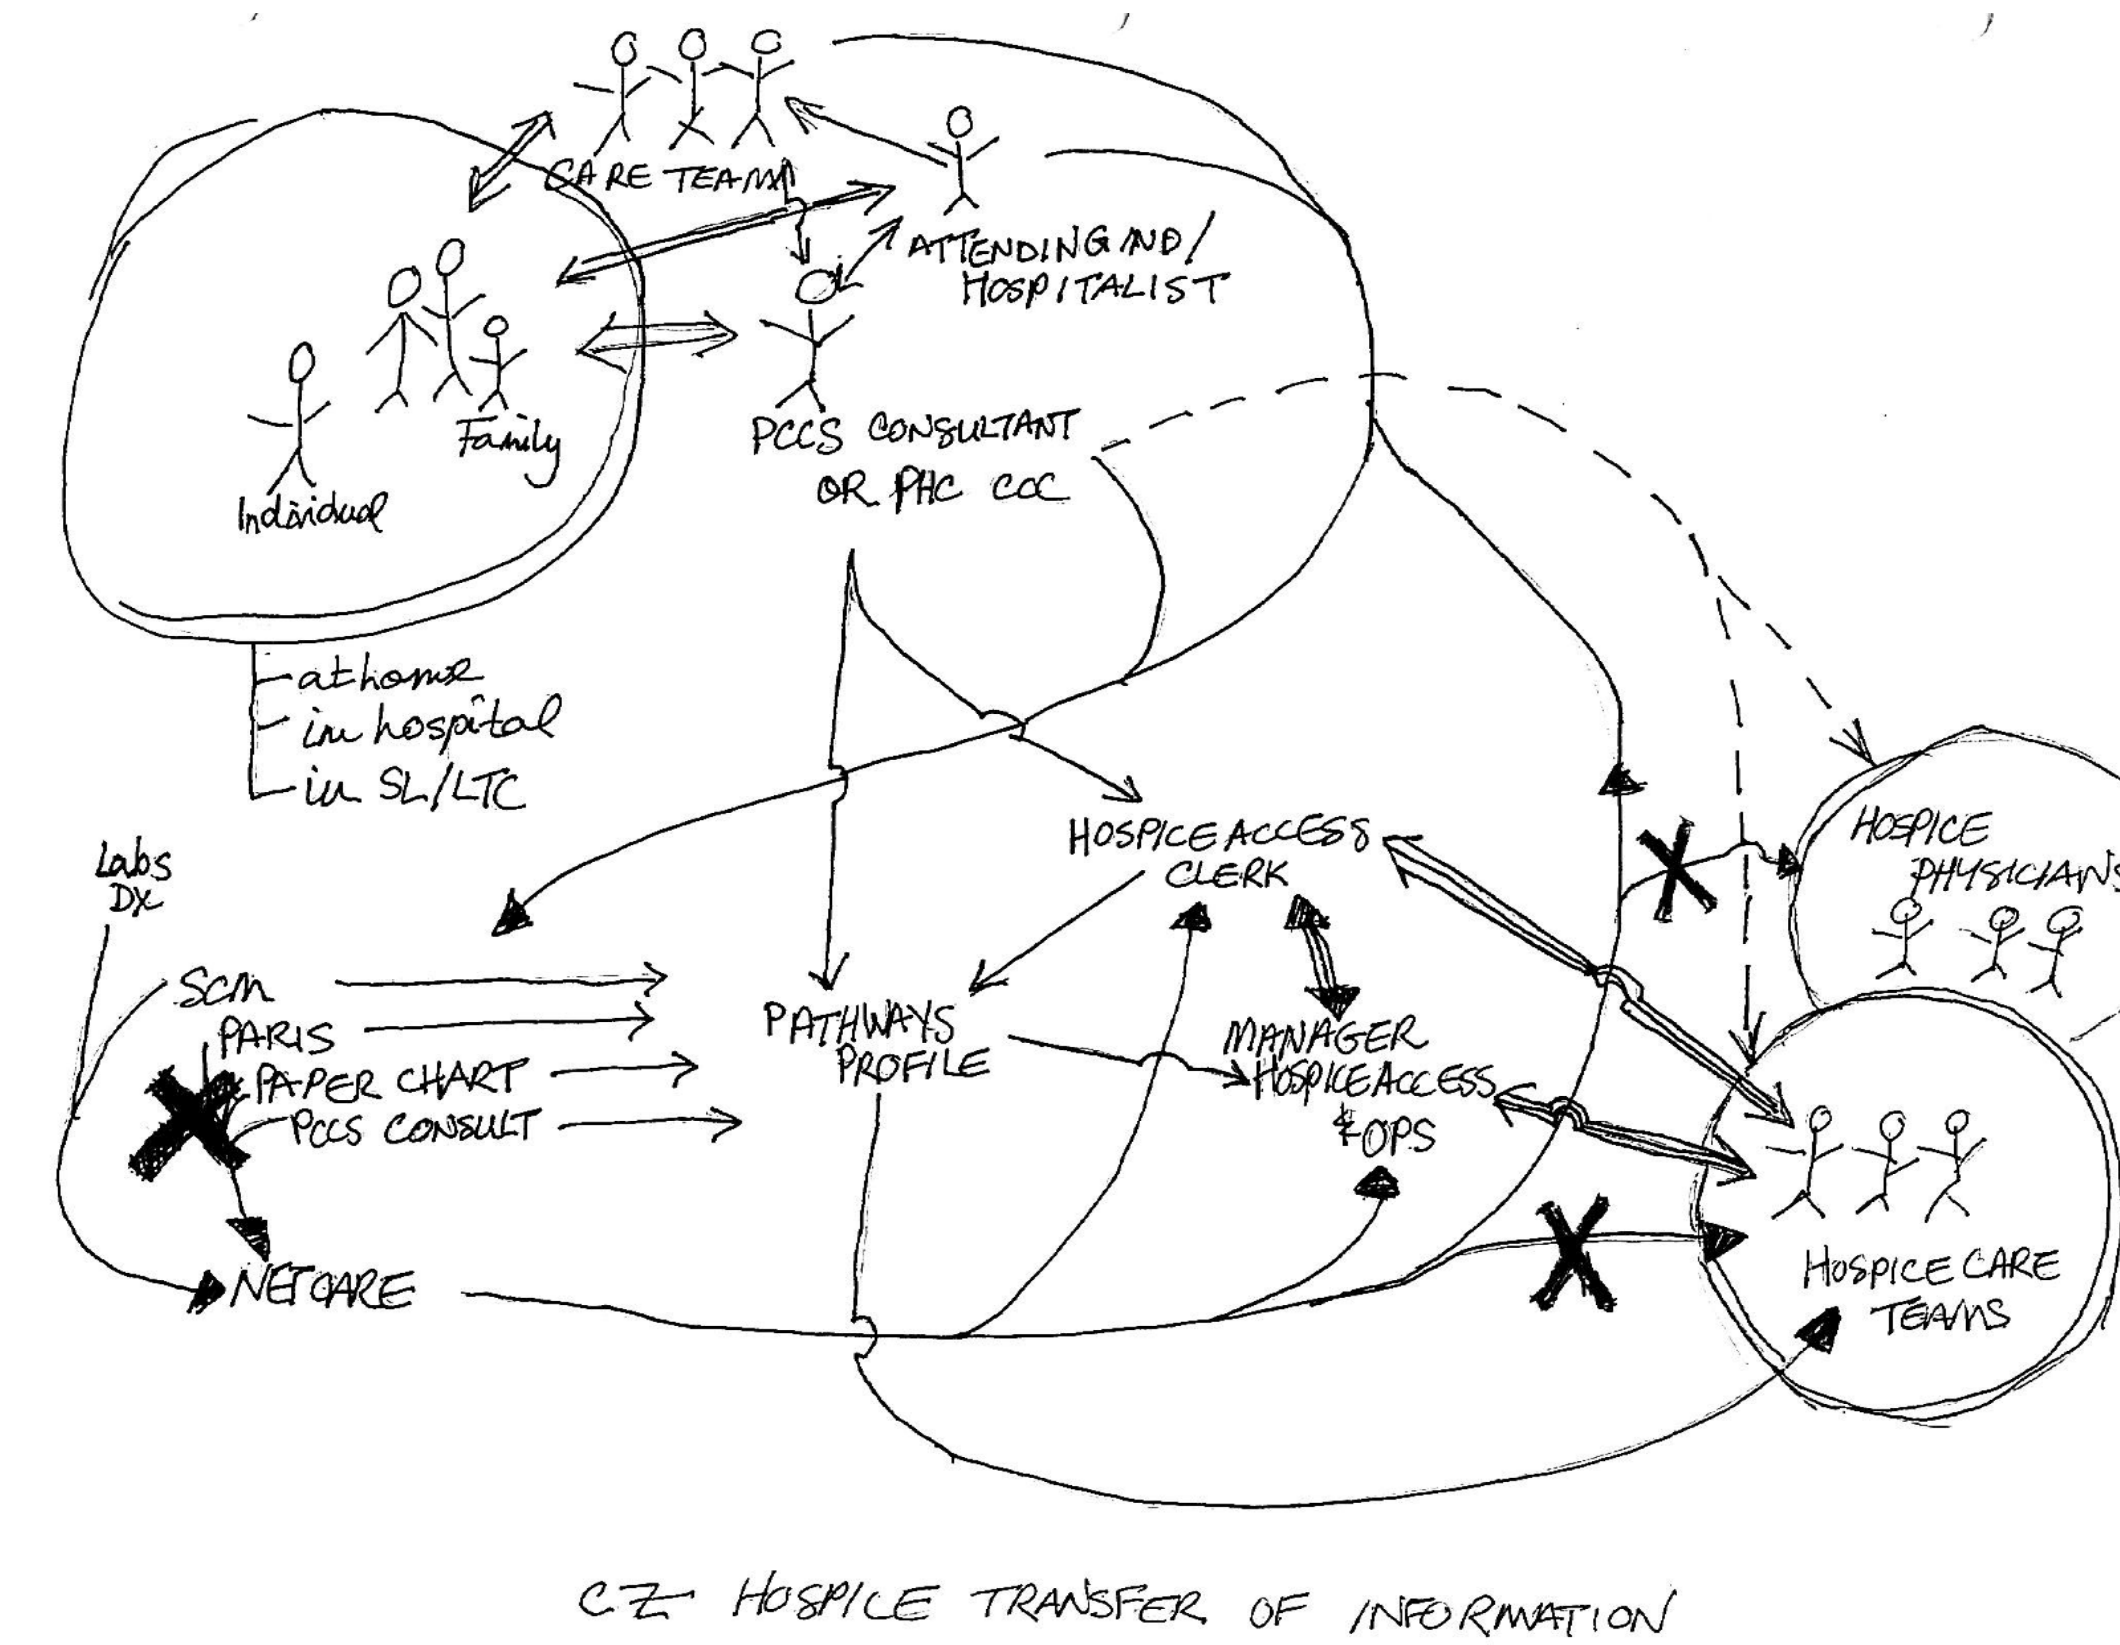 CARE TEAM
ATTENDING MD/
HOSPITALIST
Family
Individual
PCCS CONSULTANT
OR PHC COC
at home
in hospital
in SL/LTC
Labs
DX
HOSPICE ACCESS
CLERK
HOSPICE
PHYSICIANS
SCM
PARIS
PAPER CHART
PCCS CONSULT
PATHWAYS
PROFILE
MANAGER
HOSPICE ACCESS
& OPS
NETCARE
HOSPICE CARE
TEAMS
CZ HOSPICE TRANSFER OF INFORMATION